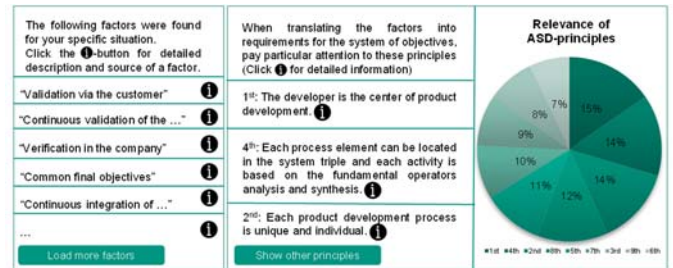 The following factors were found
for your specific situation.
Click the i-button for detailed
description and source of a factor.
"Validation via the customer" i
"Continuous validation of the …" i
"Verification in the company" i
"Common final objectives" i
"Continuous integration of …" i
… i
Load more factors
When translating the factors into
requirements for the system of objectives,
pay particular attention to these principles
(Click i for detailed information)
1st: The developer is the center of product
development. i
4th: Each process element can be located
in the system triple and each activity is
based on the fundamental operators
analysis and synthesis. i
2nd: Each product development process
is unique and individual. i
Show other principles
Relevance of
ASD-principles
15%
14%
14%
12%
11%
10%
9%
8%
7%
1st 4th 2nd 8th 5th 7th 3rd 9th 6th